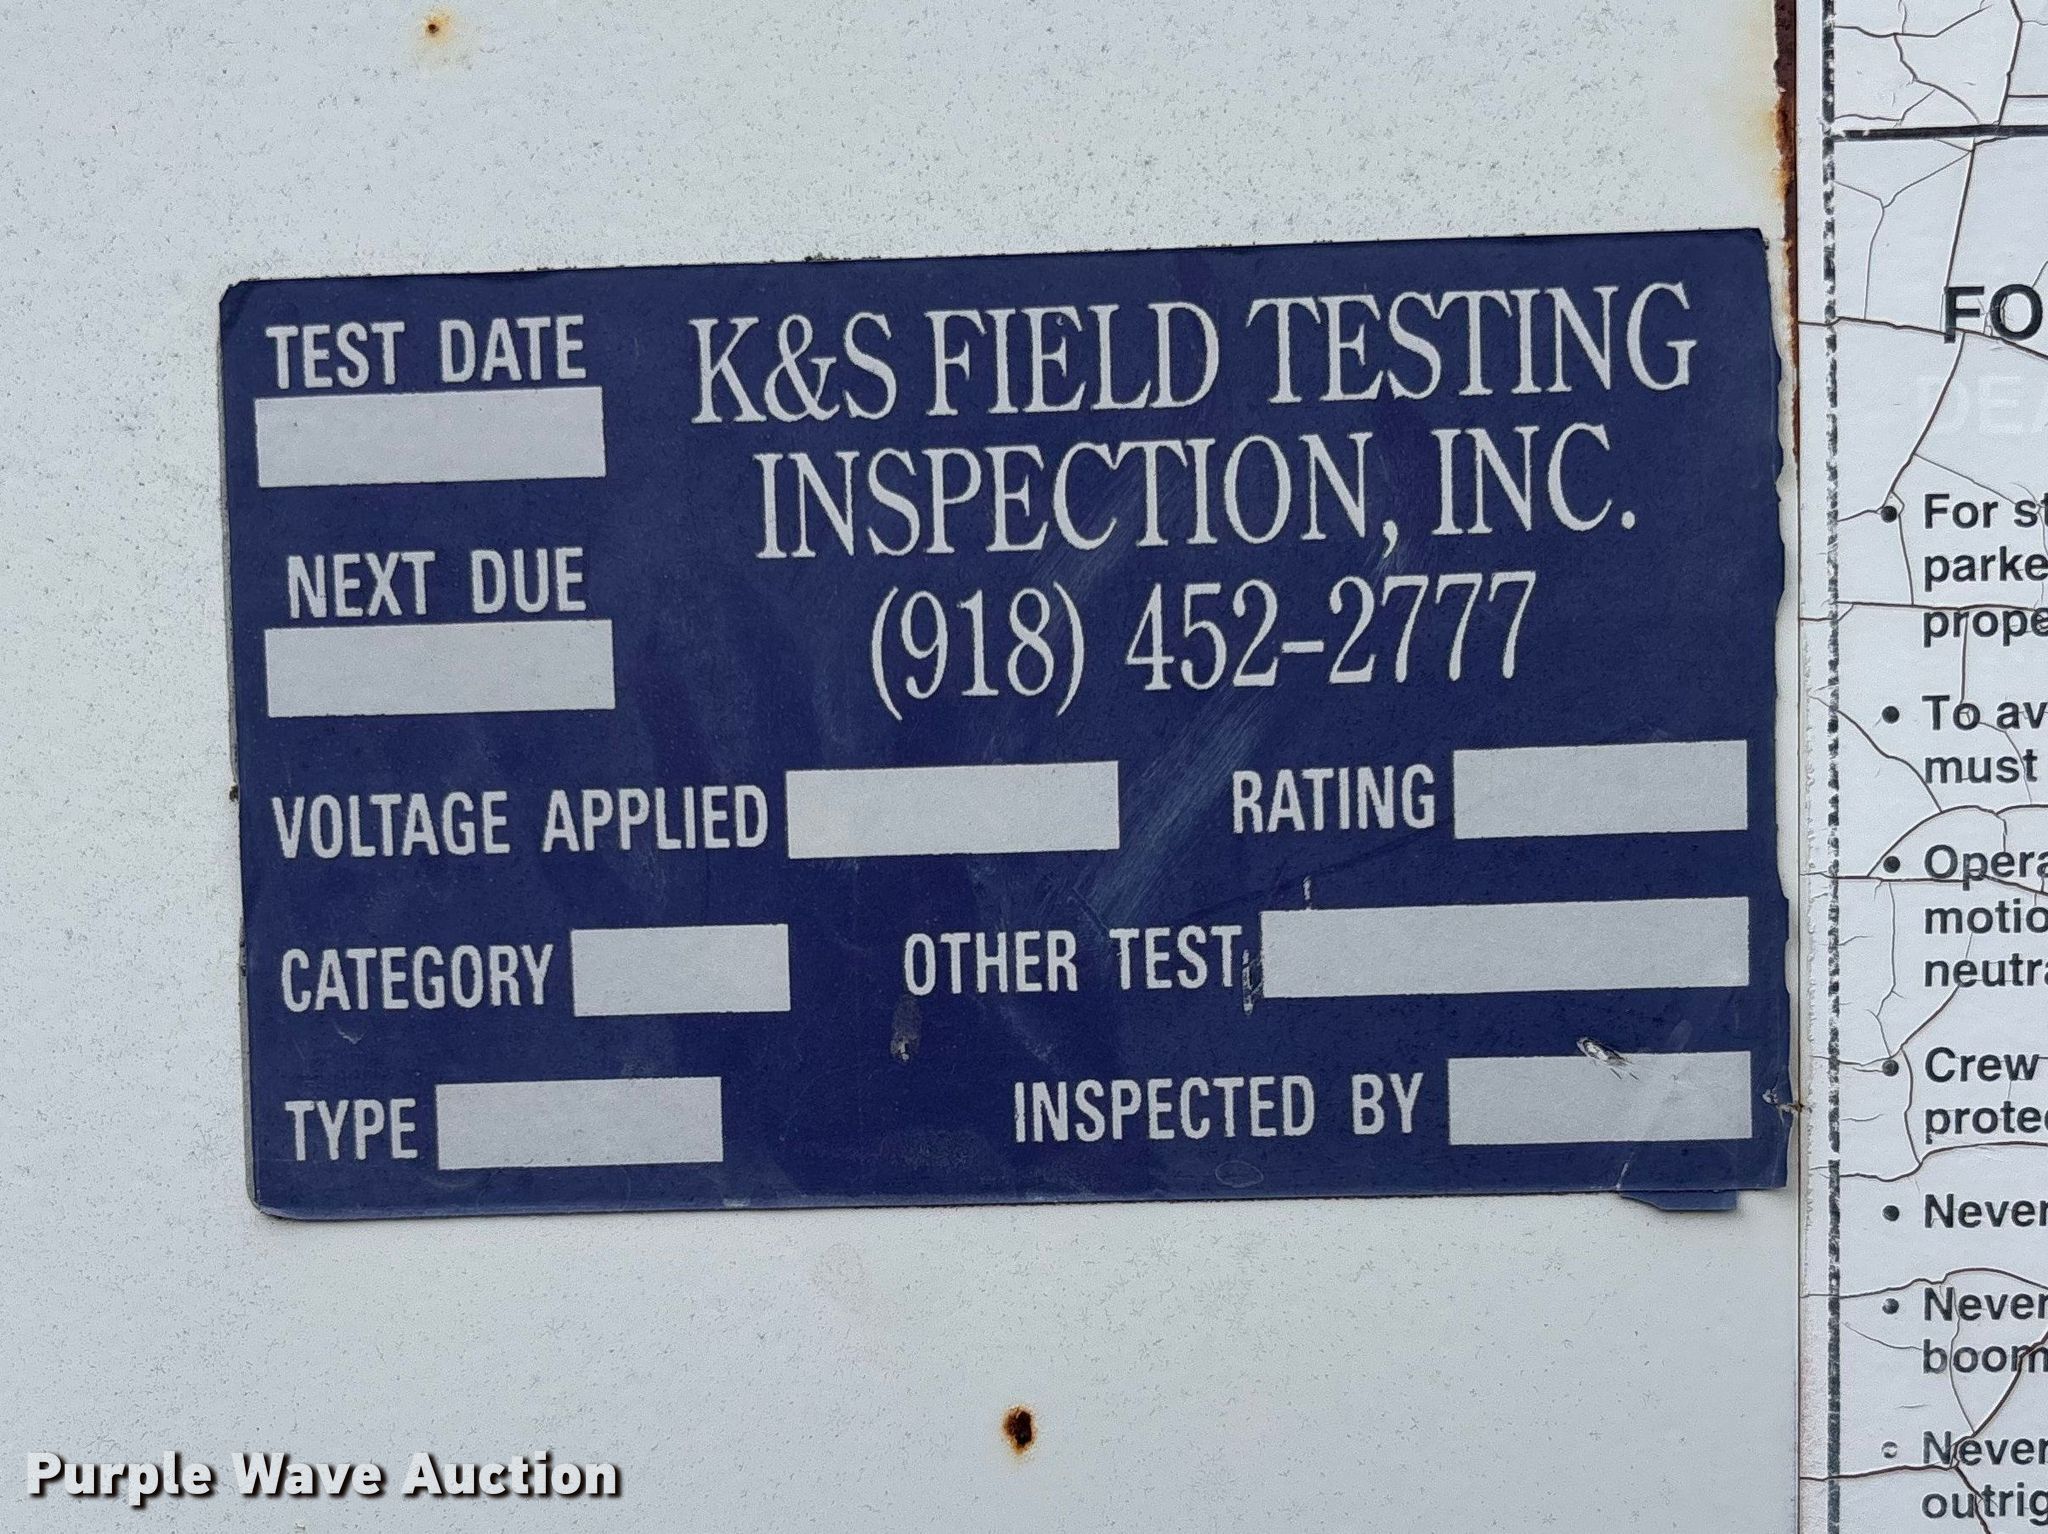 TEST DATE
K&S FIELD TESTING
INSPECTION, INC.
(918) 452-2777
NEXT DUE
VOLTAGE APPLIED
RATING
CATEGORY
OTHER TEST
TYPE
INSPECTED BY
FO
DEA
• For st
parke
prope
• To av
must
• Opera
motio
neutra
• Crew
protec
• Never
• Never
boom
• Never
outrig
Purple Wave Auction